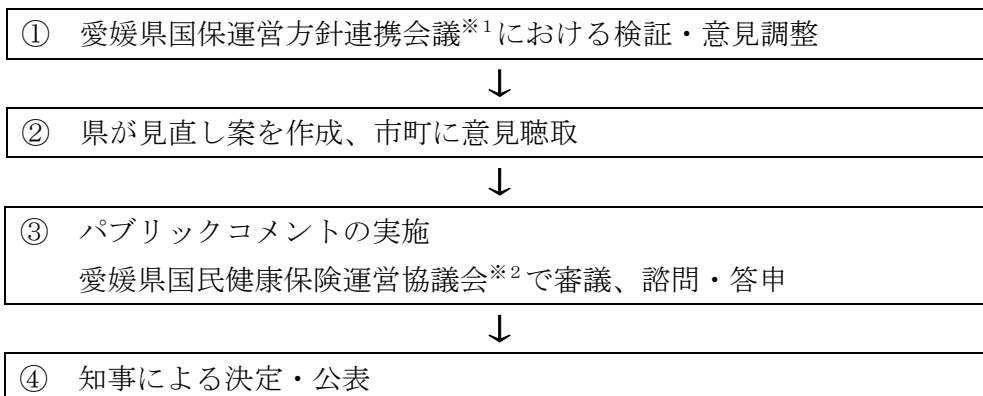 ① 愛媛県国保運営方針連携会議※1における検証・意見調整
↓
② 県が見直し案を作成、市町に意見聴取
↓
③ パブリックコメントの実施
愛媛県国民健康保険運営協議会※2で審議、諮問・答申
↓
④ 知事による決定・公表